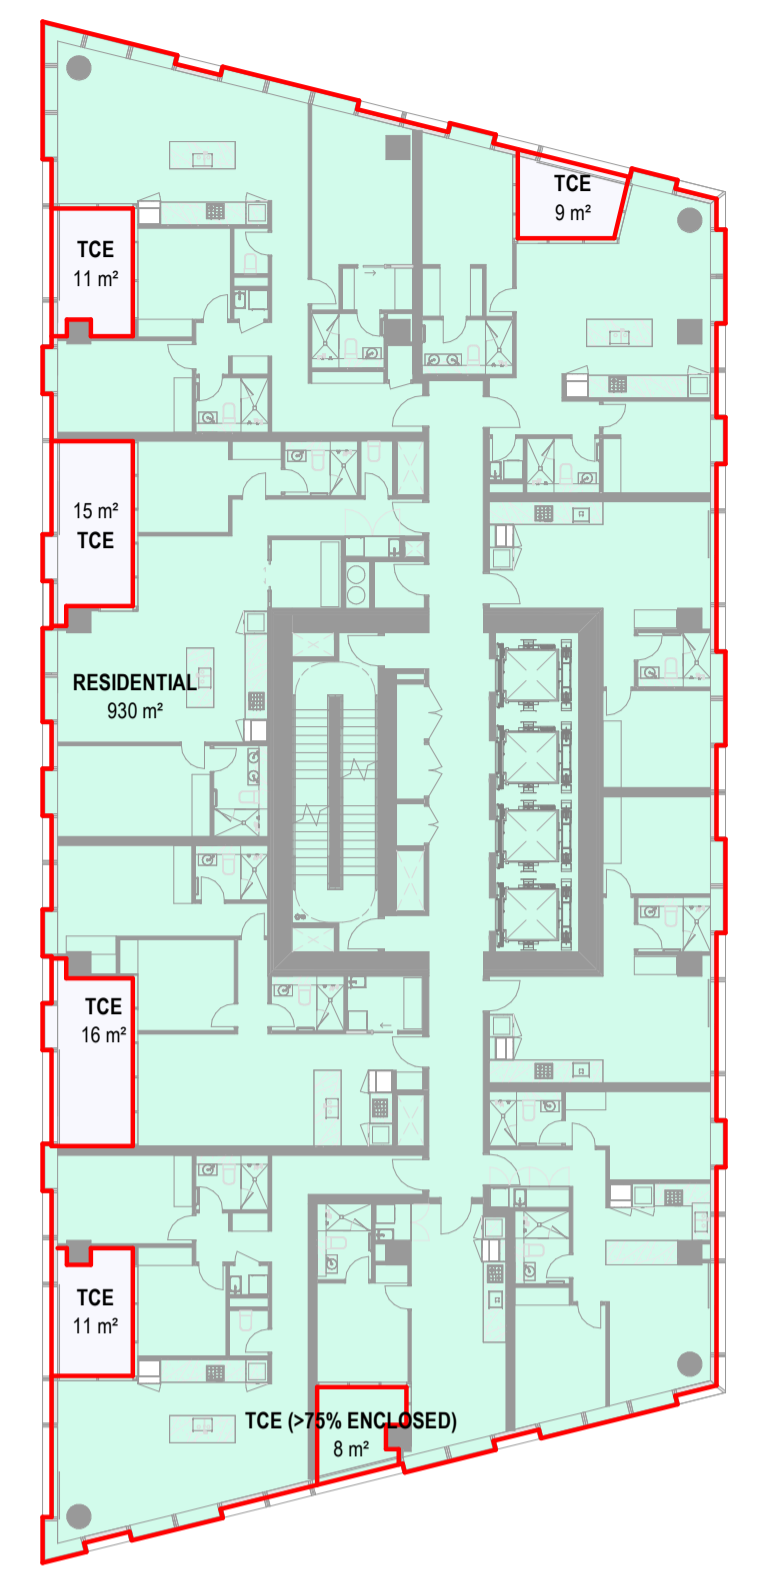 TCE
9 m²
TCE
11 m²
15 m²
TCE
RESIDENTIAL
930 m²
TCE
16 m²
TCE
11 m²
TCE (>75% ENCLOSED)
8 m²